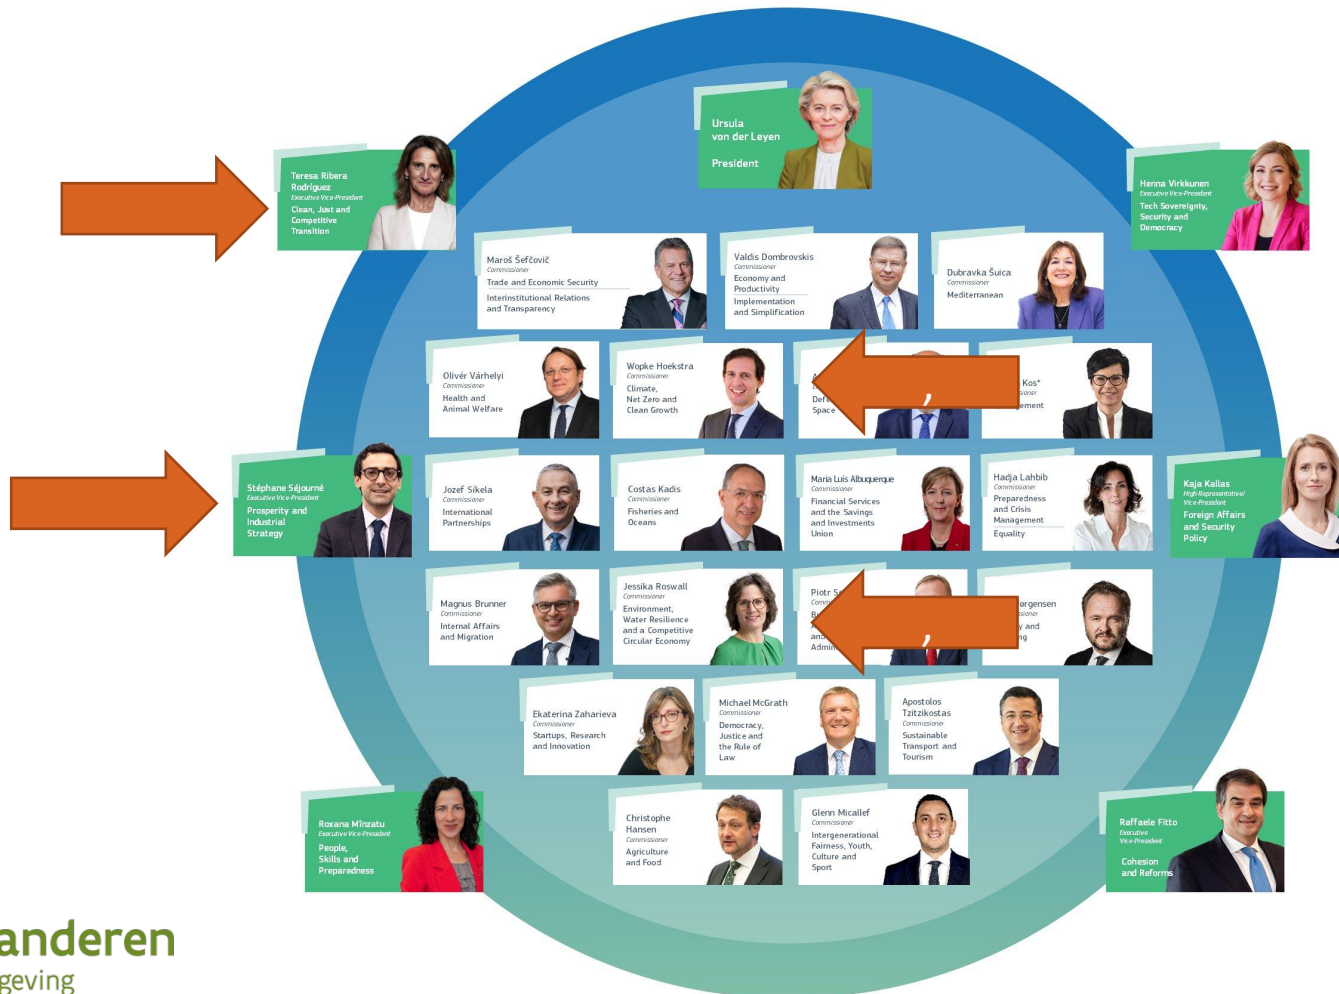 Ursula
von der Leyen
President
Teresa Ribera
Rodríguez
Executive Vice-President
Clean, Just and
Competitive
Transition
Henna Virkkunen
Executive Vice-President
Tech Sovereignty,
Security and
Democracy
Maroš Šefčovič
Commissioner
Trade and Economic Security
Interinstitutional Relations
and Transparency
Valdis Dombrovskis
Commissioner
Economy and
Productivity
Implementation
and Simplification
Dubravka Šuica
Commissioner
Mediterranean
Olivér Várhelyi
Commissioner
Health and
Animal Welfare
Wopke Hoekstra
Commissioner
Climate,
Net Zero and
Clean Growth
Space
,
Kos*
Stéphane Séjourné
Executive Vice-President
Prosperity and
Industrial
Strategy
Jozef Síkela
Commissioner
International
Partnerships
Costas Kadis
Commissioner
Fisheries and
Oceans
Maria Luís Albuquerque
Commissioner
Financial Services
and the Savings
and Investments
Union
Hadja Lahbib
Commissioner
Preparedness
and Crisis
Management
Equality
Kaja Kallas
High Representative/
Vice-President
Foreign Affairs
and Security
Policy
Magnus Brunner
Commissioner
Internal Affairs
and Migration
Jessika Roswall
Commissioner
Environment,
Water Resilience
and a Competitive
Circular Economy
Piotr
and
,
and
Ekaterina Zaharieva
Commissioner
Startups, Research
and Innovation
Michael McGrath
Commissioner
Democracy,
Justice and
the Rule of
Law
Apostolos
Tzitzikostas
Commissioner
Sustainable
Transport and
Tourism
Roxana Mînzatu
Executive Vice-President
People,
Skills and
Preparedness
Christophe
Hansen
Commissioner
Agriculture
and Food
Glenn Micallef
Commissioner
Intergenerational
Fairness, Youth,
Culture and
Sport
Raffaele Fitto
Executive
Vice-President
Cohesion
and Reforms
anderen
geving